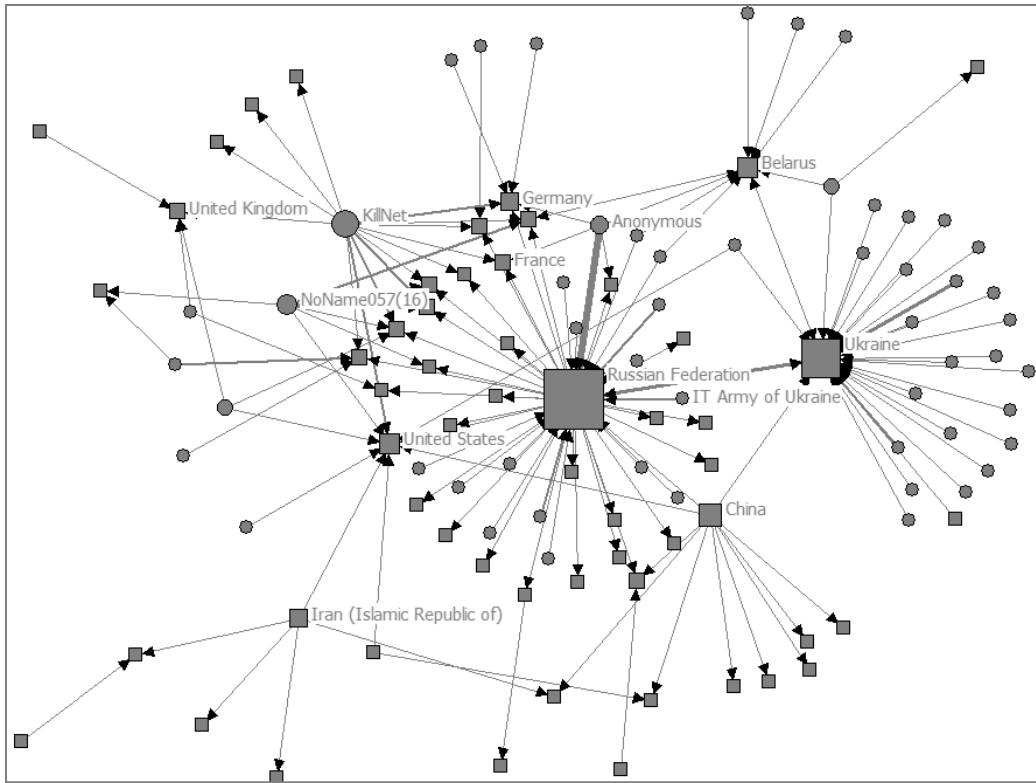 Belarus
Germany
United Kingdom
KillNet
Anonymous
France
NoName057(16)
Ukraine
Russian Federation
IT Army of Ukraine
United States
China
Iran (Islamic Republic of)